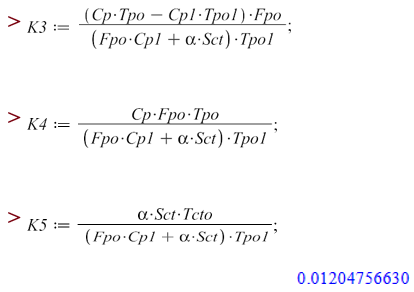 > K3 := (Cp·Tpo − Cp1·Tpo1)·Fpo / (Fpo·Cp1 + α·Sct)·Tpo1;
> K4 := Cp·Fpo·Tpo / (Fpo·Cp1 + α·Sct)·Tpo1;
> K5 := α·Sct·Tcto / (Fpo·Cp1 + α·Sct)·Tpo1;
0.01204756630